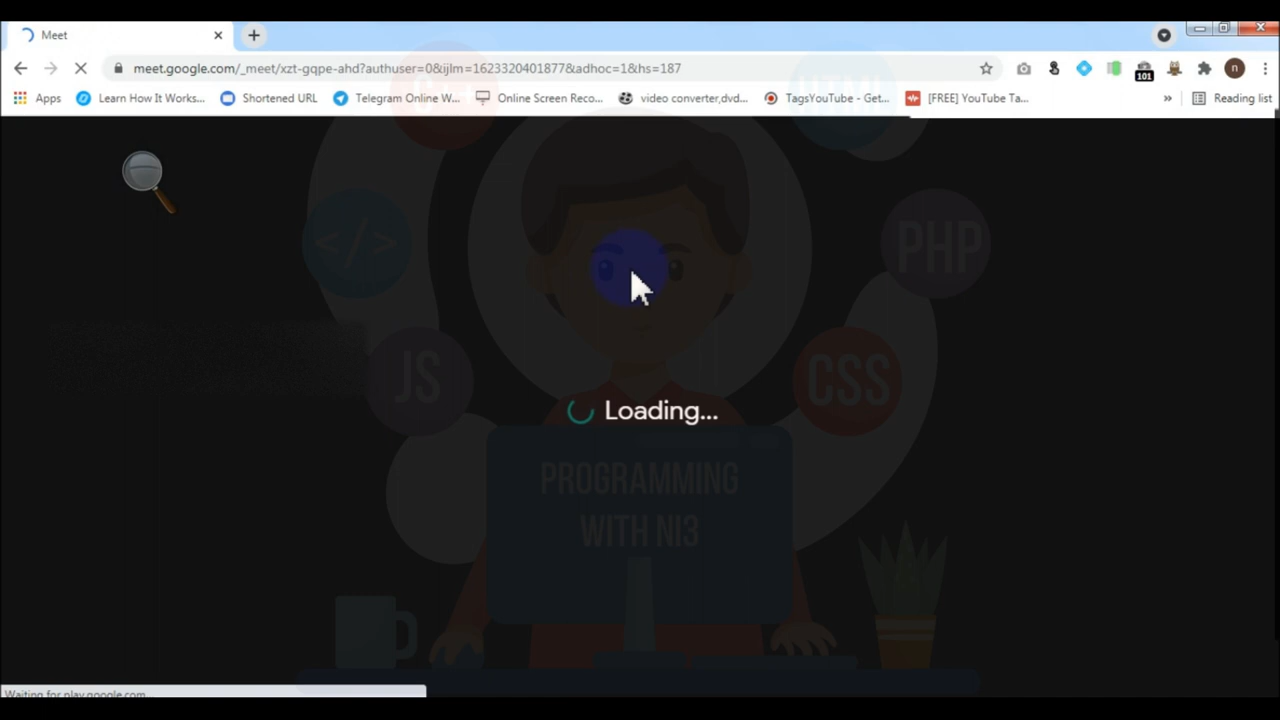 Meet
meet.google.com/_meet/xzt-gqpe-ahd?authuser=0&ijlm=1623320401877&adhoc=1&hs=187
101
n
Apps Learn How It Works... Shortened URL Telegram Online W... Online Screen Reco... video converter,dvd... TagsYouTube - Get... [FREE] YouTube Ta... » Reading list
</>
PHP
JS
CSS
Loading...
PROGRAMMING
WITH NI3
Waiting for play.google.com...